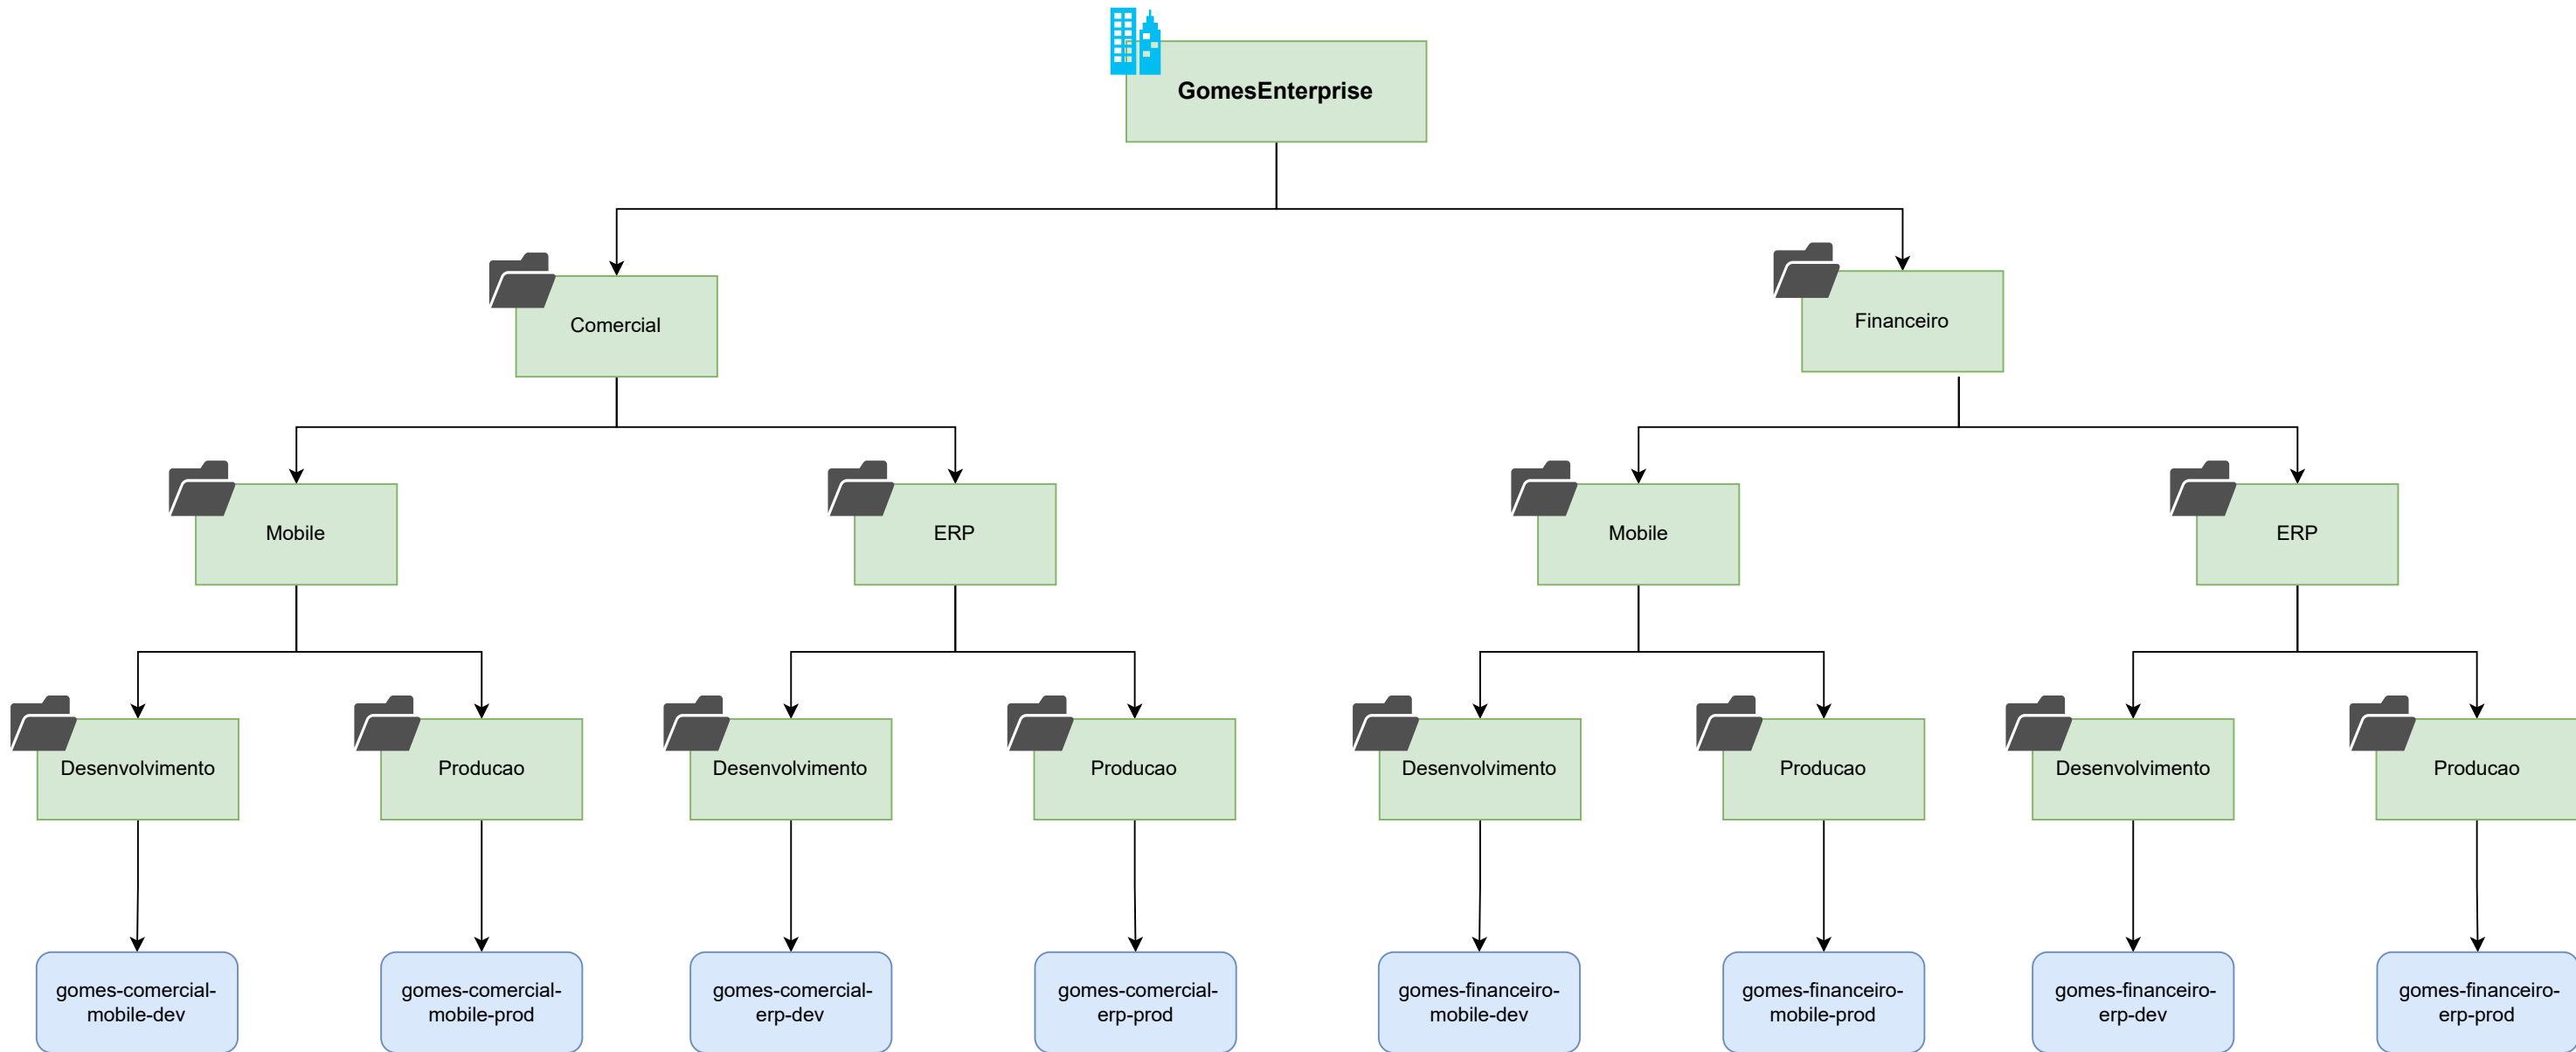 GomesEnterprise
Comercial
Financeiro
Mobile
ERP
Mobile
ERP
Desenvolvimento
Producao
Desenvolvimento
Producao
Desenvolvimento
Producao
Desenvolvimento
Producao
gomes-comercial-
mobile-dev
gomes-comercial-
mobile-prod
gomes-comercial-
erp-dev
gomes-comercial-
erp-prod
gomes-financeiro-
mobile-dev
gomes-financeiro-
mobile-prod
gomes-financeiro-
erp-dev
gomes-financeiro-
erp-prod